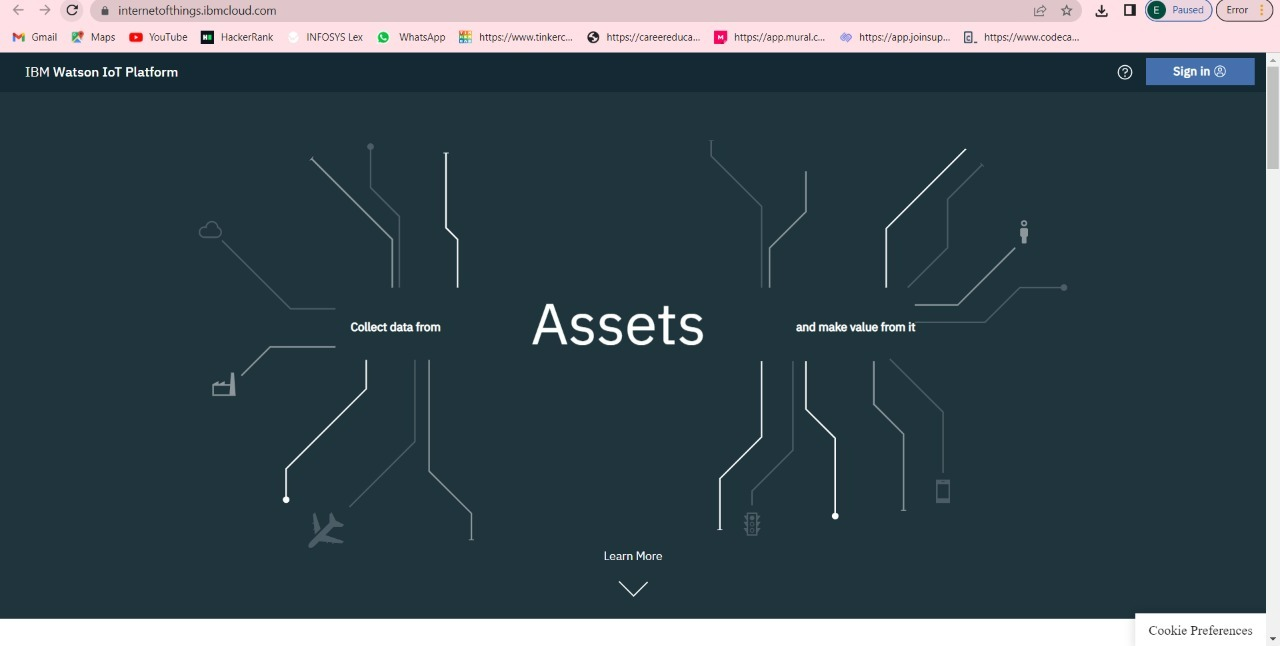 internetofthings.ibmcloud.com
E Paused Error
Gmail Maps YouTube HackerRank INFOSYS Lex WhatsApp https://www.tinkerc... https://careereduca... https://app.mural.c... https://app.joinsup... https://www.codeca...
IBM Watson IoT Platform
Sign in
Collect data from Assets and make value from it
Learn More
Cookie Preferences